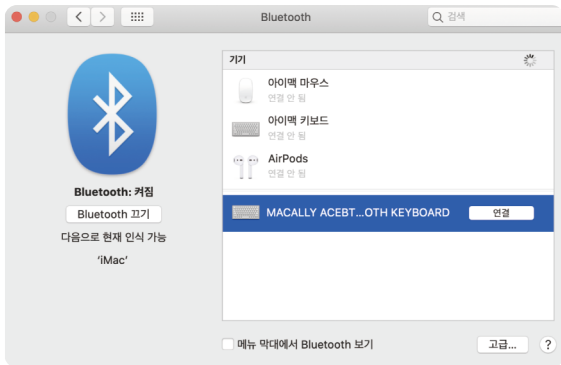 Bluetooth
검색
기기
아이맥 마우스
연결 안 됨
아이맥 키보드
연결 안 됨
AirPods
연결 안 됨
MACALLY ACEBT...OTH KEYBOARD
연결
Bluetooth: 켜짐
Bluetooth 끄기
다음으로 현재 인식 가능
‘iMac’
메뉴 막대에서 Bluetooth 보기
고급...
?